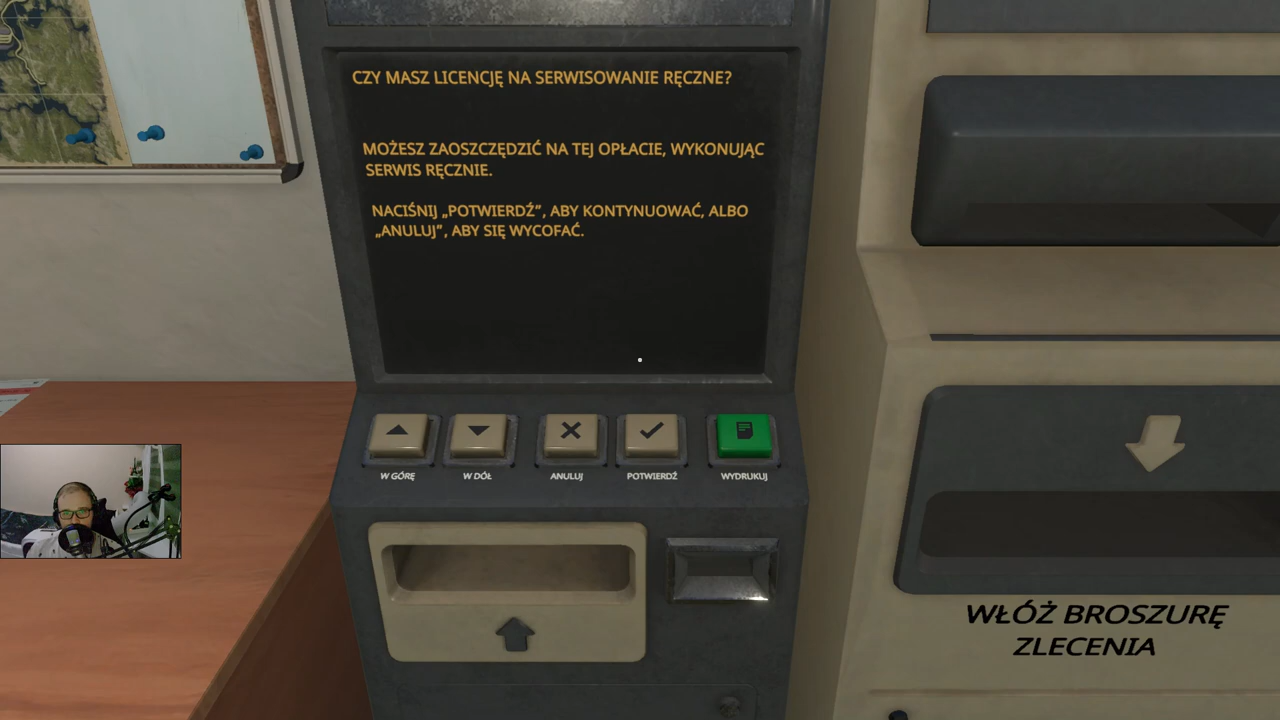 CZY MASZ LICENCJĘ NA SERWISOWANIE RĘCZNE?
MOŻESZ ZAOSZCZĘDZIĆ NA TEJ OPŁACIE, WYKONUJĄC
SERWIS RĘCZNIE.
NACIŚNIJ „POTWIERDŹ”, ABY KONTYNUOWAĆ, ALBO
„ANULUJ”, ABY SIĘ WYCOFAĆ.
W GÓRĘ
W DÓŁ
ANULUJ
POTWIERDŹ
WYDRUKUJ
WŁÓŻ BROSZURĘ
ZLECENIA